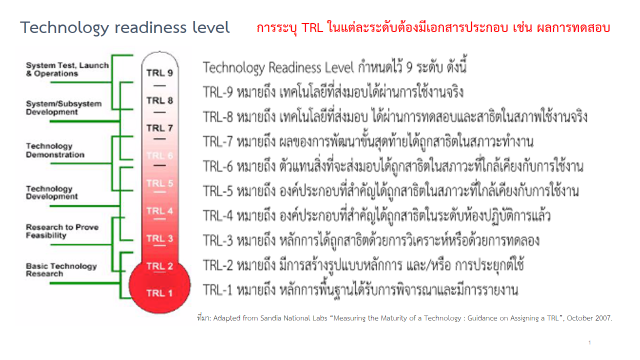 Technology readiness level
การระบุ TRL ในแต่ละระดับต้องมีเอกสารประกอบ เช่น ผลการทดสอบ
System Test, Launch
& Operations
System/Subsystem
Development
Technology
Demonstration
Technology
Development
Research to Prove
Feasibility
Basic Technology
Research
TRL 9
TRL 8
TRL 7
TRL 6
TRL 5
TRL 4
TRL 3
TRL 2
TRL 1
Technology Readiness Level กำหนดไว้ 9 ระดับ ดังนี้
TRL-9 หมายถึง เทคโนโลยีที่ส่งมอบได้ผ่านการใช้งานจริง
TRL-8 หมายถึง เทคโนโลยีที่ส่งมอบ ได้ผ่านการทดสอบและสาธิตในสภาพใช้งานจริง
TRL-7 หมายถึง ผลของการพัฒนาขั้นสุดท้ายได้ถูกสาธิตในสภาวะทำงาน
TRL-6 หมายถึง ตัวแทนสิ่งที่จะส่งมอบได้ถูกสาธิตในสภาวะที่ใกล้เคียงกับการใช้งาน
TRL-5 หมายถึง องค์ประกอบที่สำคัญได้ถูกสาธิตในสภาวะที่ใกล้เคียงกับการใช้งาน
TRL-4 หมายถึง องค์ประกอบที่สำคัญได้ถูกสาธิตในระดับห้องปฏิบัติการแล้ว
TRL-3 หมายถึง หลักการได้ถูกสาธิตด้วยการวิเคราะห์หรือด้วยการทดลอง
TRL-2 หมายถึง มีการสร้างรูปแบบหลักการ และ/หรือ การประยุกต์ใช้
TRL-1 หมายถึง หลักการพื้นฐานได้รับการพิจารณาและมีการรายงาน
ที่มา: Adapted from Sandia National Labs "Measuring the Maturity of a Technology : Guidance on Assigning a TRL", October 2007.